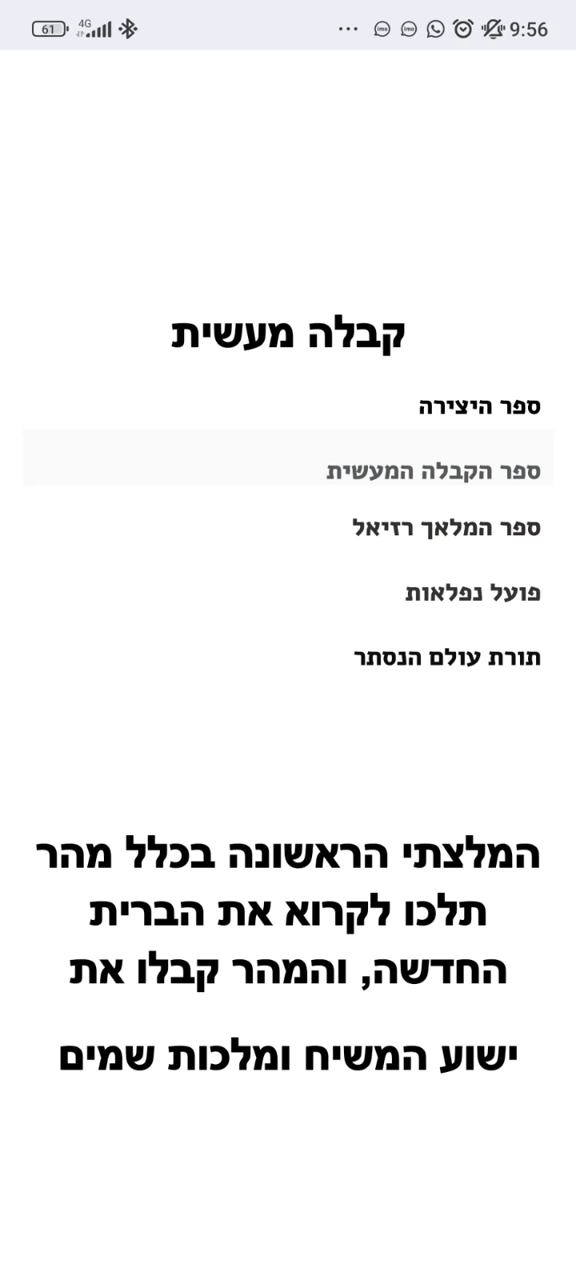 61 4G 9:56
קבלה מעשית
ספר היצירה
ספר הקבלה המעשית
ספר המלאך רזיאל
פועל נפלאות
תורת עולם הנסתר
המלצתי הראשונה בכלל מהר
תלכו לקרוא את הברית
החדשה, והמהר קבלו את
ישוע המשיח ומלכות שמים